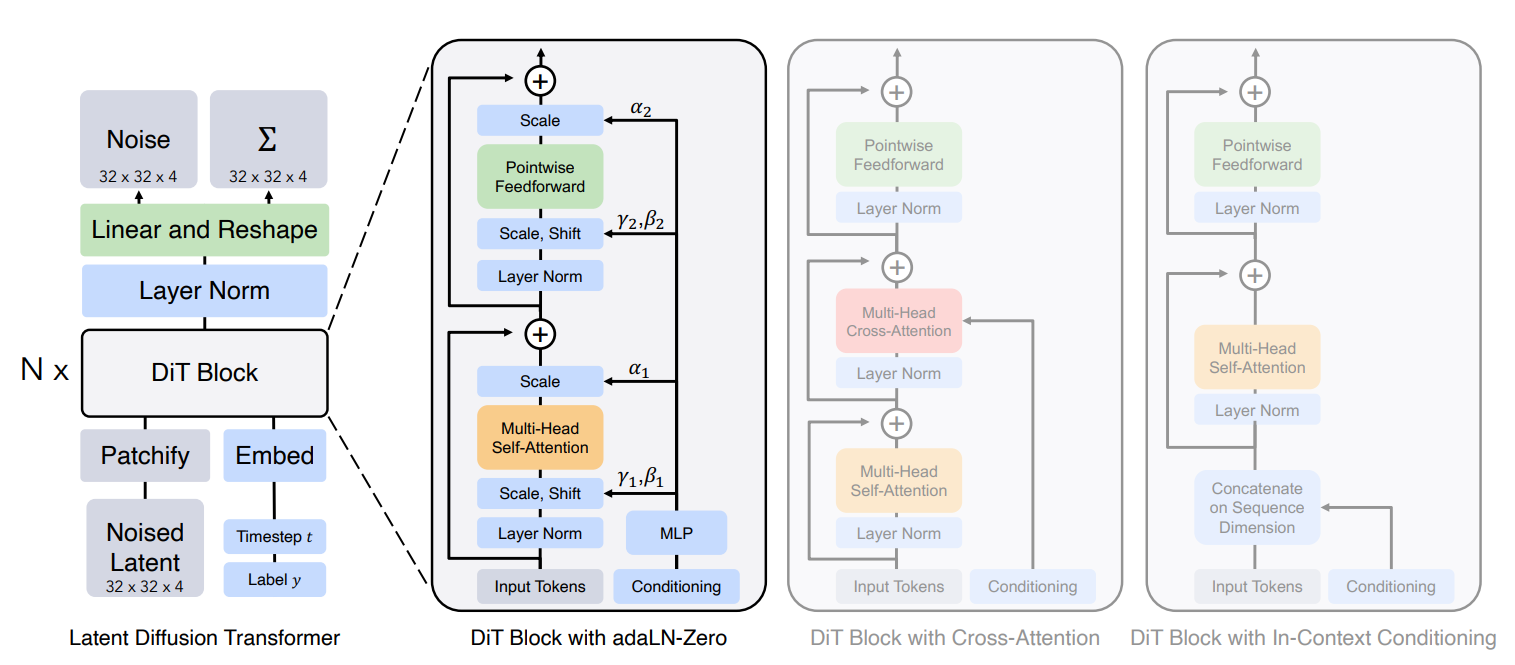 Noise
32 x 32 x 4
Σ
32 x 32 x 4
Linear and Reshape
Layer Norm
N x
DiT Block
Patchify
Embed
Noised
Latent
32 x 32 x 4
Timestep t
Label y
Latent Diffusion Transformer
+
α₂
Scale
Pointwise
Feedforward
γ₂,β₂
Scale, Shift
Layer Norm
+
α₁
Scale
Multi-Head
Self-Attention
γ₁,β₁
Scale, Shift
Layer Norm
MLP
Input Tokens
Conditioning
DiT Block with adaLN-Zero
+
Pointwise
Feedforward
Layer Norm
+
Multi-Head
Cross-Attention
Layer Norm
+
Multi-Head
Self-Attention
Layer Norm
Input Tokens
Conditioning
DiT Block with Cross-Attention
+
Pointwise
Feedforward
Layer Norm
+
Multi-Head
Self-Attention
Layer Norm
Concatenate
on Sequence
Dimension
Input Tokens
Conditioning
DiT Block with In-Context Conditioning